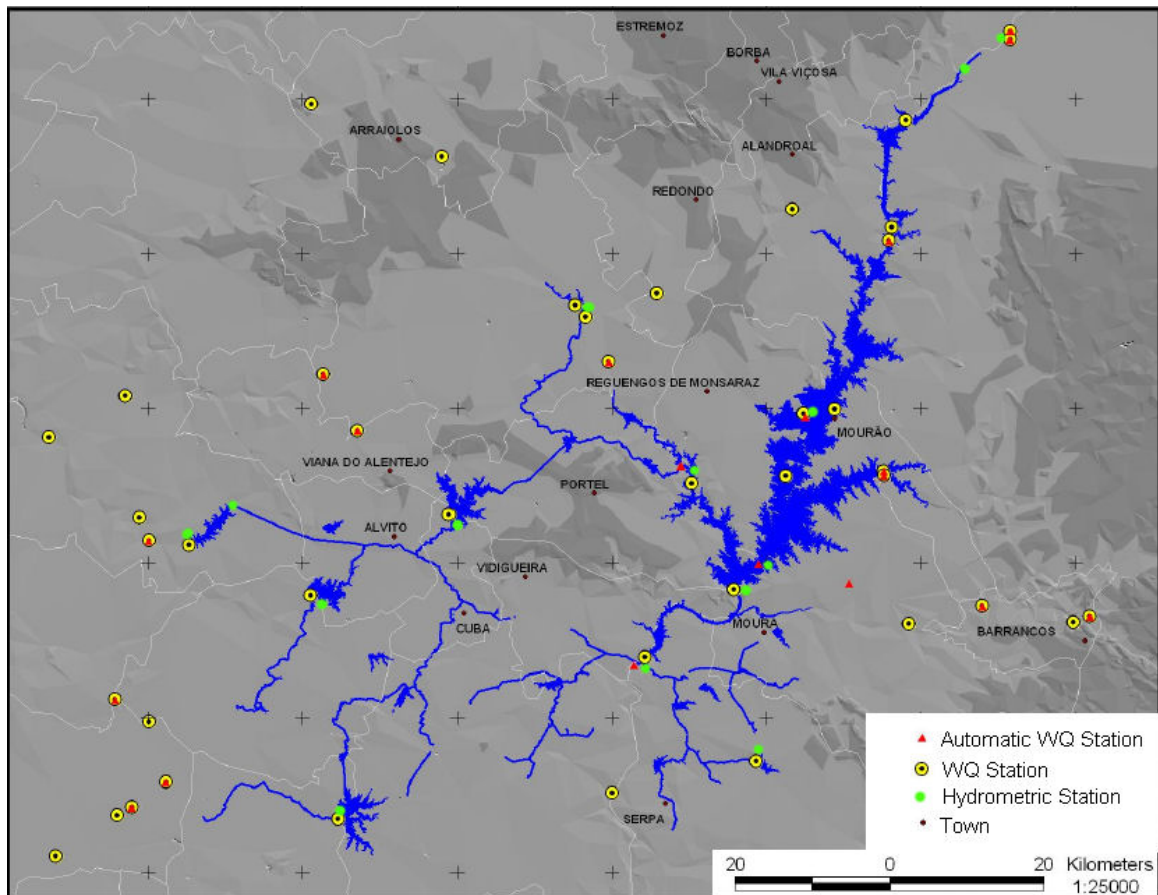 ESTREMOZ
BORBA
VILA VIÇOSA
ARRAIOLOS
ALANDROAL
REDONDO
REGUENGOS DE MONSARAZ
MOURÃO
VIANA DO ALENTEJO
PORTEL
ALVITO
VIDIGUEIRA
CUBA
MOURA
BARRANCOS
SERPA
Automatic WQ Station
WQ Station
Hydrometric Station
Town
20 0 20 Kilometers
1:25000